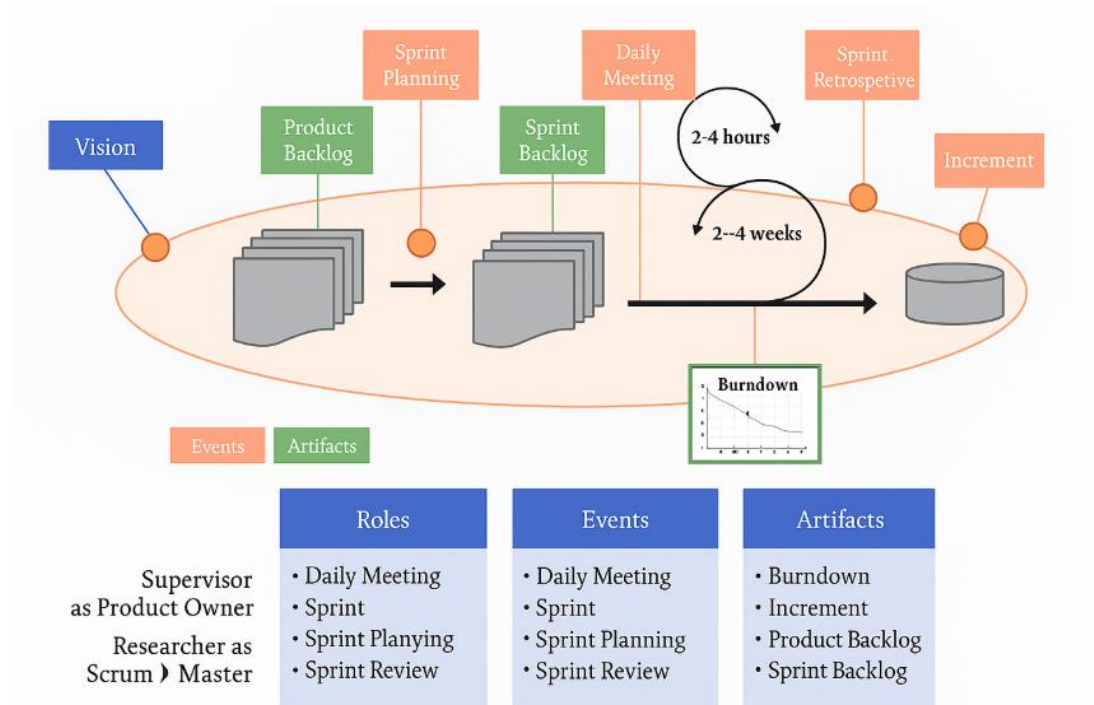 Sprint
Planning
Daily
Meeting
Sprint
Retrospetive
Vision
Product
Backlog
Sprint
Backlog
2-4 hours
Increment
2--4 weeks
Burndown
Events
Artifacts
Roles
Events
Artifacts
Supervisor
as Product Owner
Researcher as
Scrum ) Master
• Daily Meeting
• Sprint
• Sprint Planying
• Sprint Review
• Daily Meeting
• Sprint
• Sprint Planning
• Sprint Review
• Burndown
• Increment
• Product Backlog
• Sprint Backlog